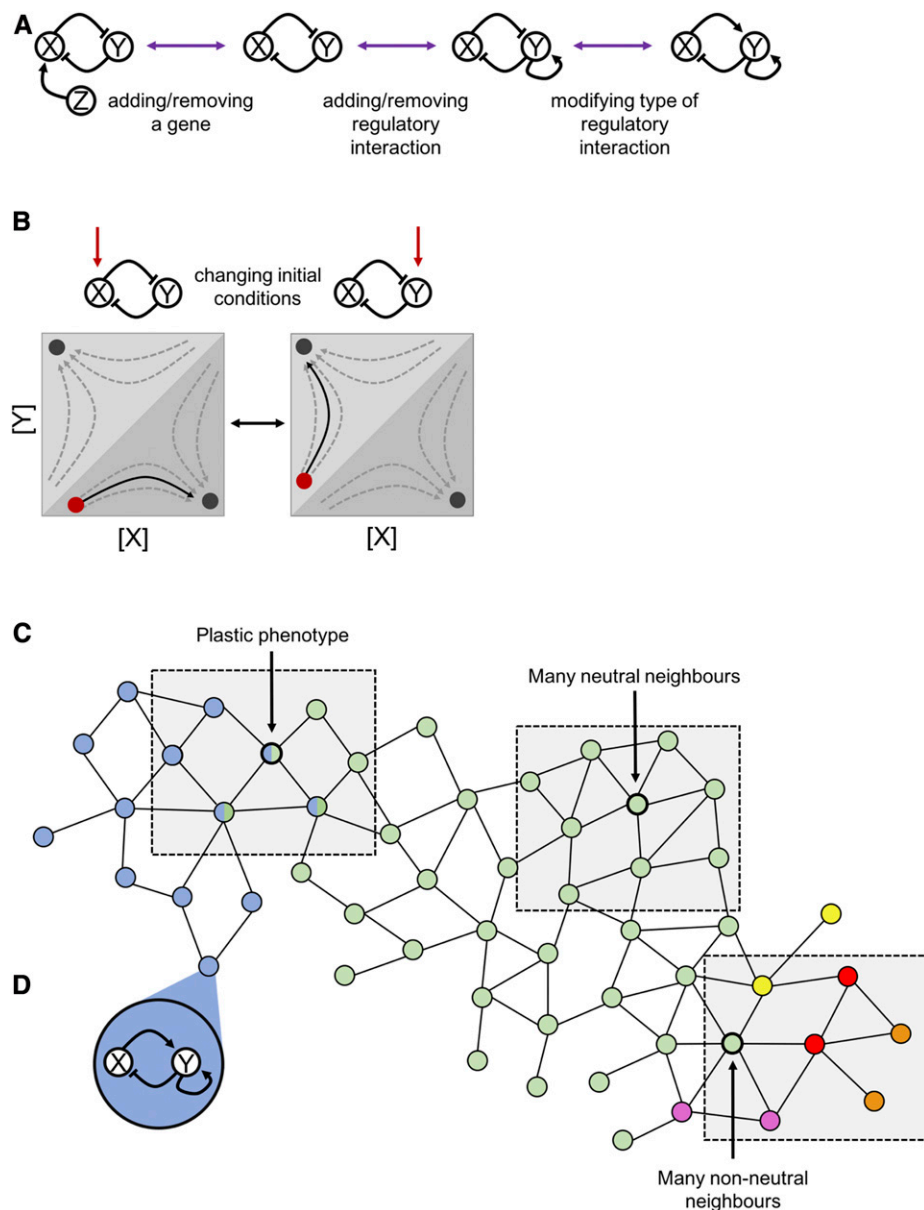 A
X Y
Z
X Y
X Y
X Y
adding/removing
a gene
adding/removing
regulatory
interaction
modifying type of
regulatory
interaction
B
X Y
changing initial
conditions
X Y
[Y]
[X]
[X]
C
Plastic phenotype
Many neutral neighbours
D
X Y
Many non-neutral
neighbours